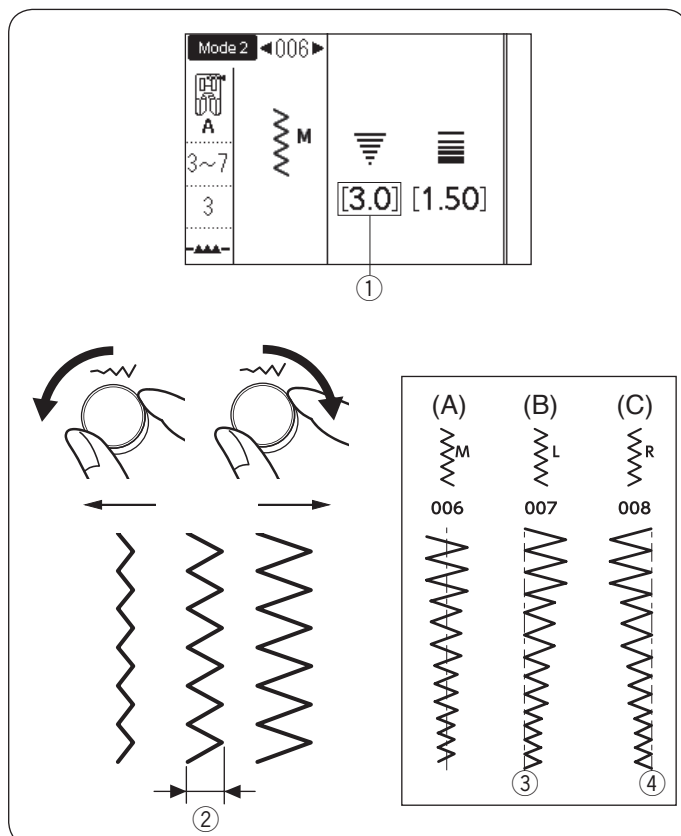 Mode 2 ◀006▶
A
M
3~7
3
[3.0] [1.50]
①
(A) (B) (C)
M L R
006 007 008
③ ④
②